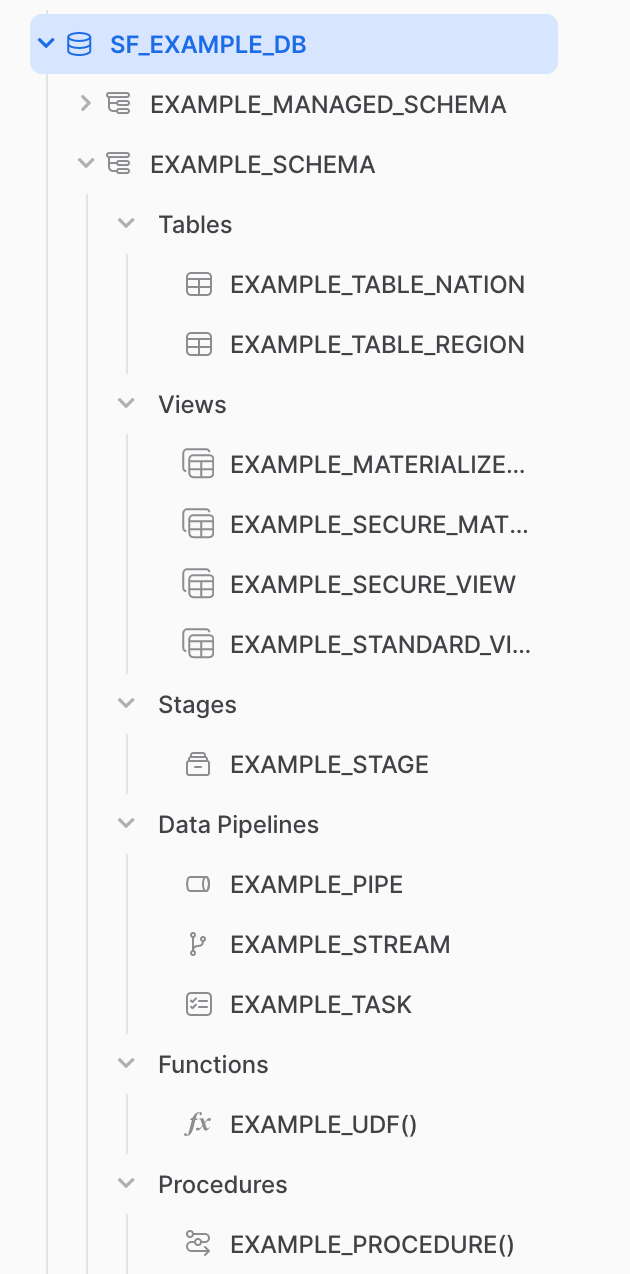 SF_EXAMPLE_DB
EXAMPLE_MANAGED_SCHEMA
EXAMPLE_SCHEMA
Tables
EXAMPLE_TABLE_NATION
EXAMPLE_TABLE_REGION
Views
EXAMPLE_MATERIALIZE...
EXAMPLE_SECURE_MAT...
EXAMPLE_SECURE_VIEW
EXAMPLE_STANDARD_VI...
Stages
EXAMPLE_STAGE
Data Pipelines
EXAMPLE_PIPE
EXAMPLE_STREAM
EXAMPLE_TASK
Functions
fx EXAMPLE_UDF()
Procedures
EXAMPLE_PROCEDURE()